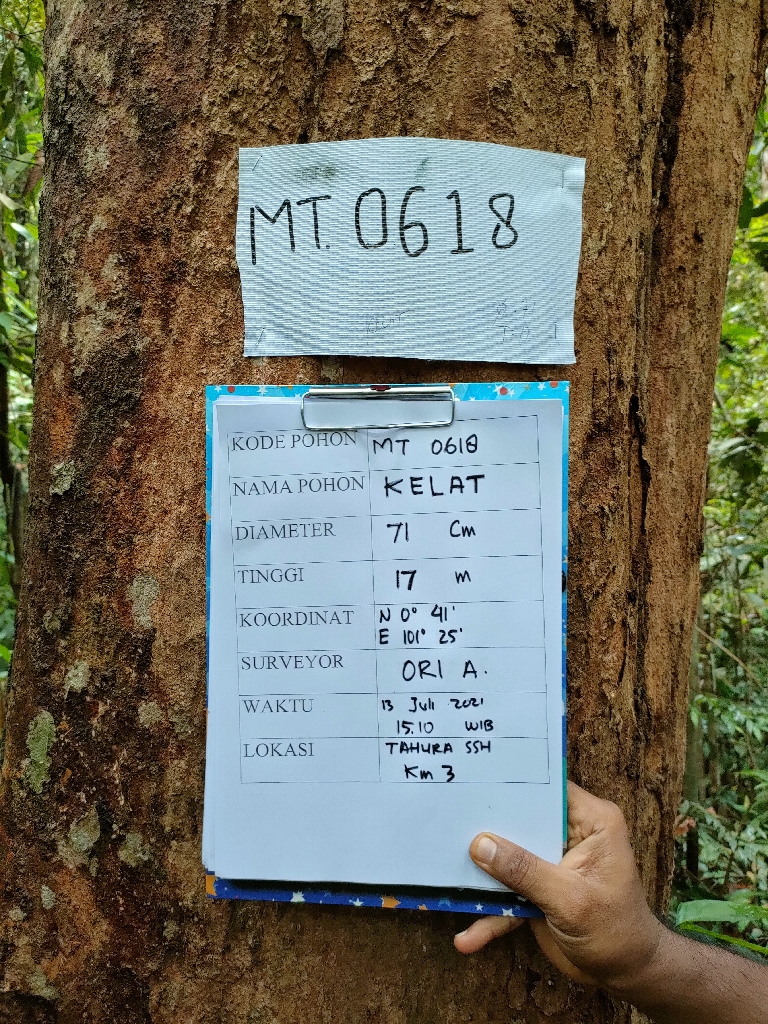 MT. 0618
KELAT
KODE POHON MT 0618
NAMA POHON KELAT
DIAMETER 71 Cm
TINGGI 17 m
KOORDINAT N 0° 41'
E 101° 25'
SURVEYOR ORI A.
WAKTU 13 Juli 2021
15.10 WIB
LOKASI TAHURA SSH
Km 3